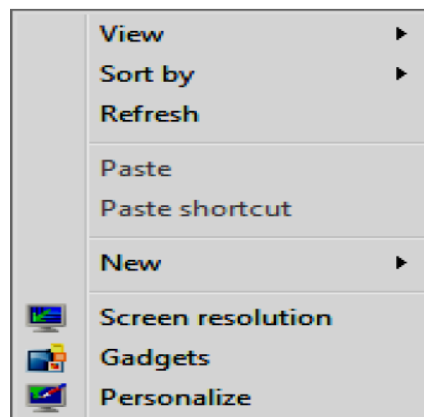 View
Sort by
Refresh
Paste
Paste shortcut
New
Screen resolution
Gadgets
Personalize